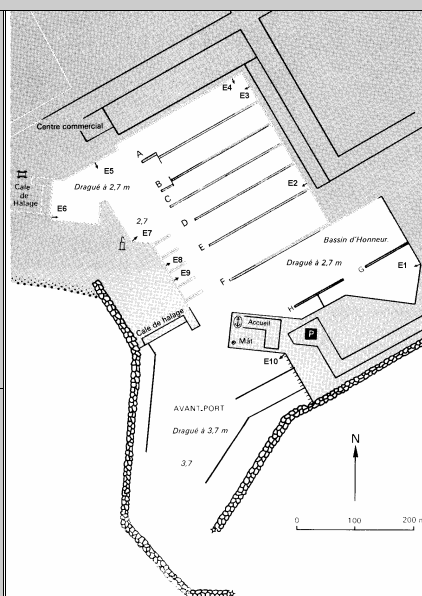 E4
E3
Centre commercial
A
E5
Cale
de
Halage
Dragué à 2,7 m
B
C
E2
E6
2,7
D
E7
E
Bassin d'Honneur
E8
Dragué à 2,7 m
G
E1
E9
F
H
Cale de halage
Accueil
P
Mât
E10
AVANT-PORT
Dragué à 3,7 m
3,7
N
0 100 200 m